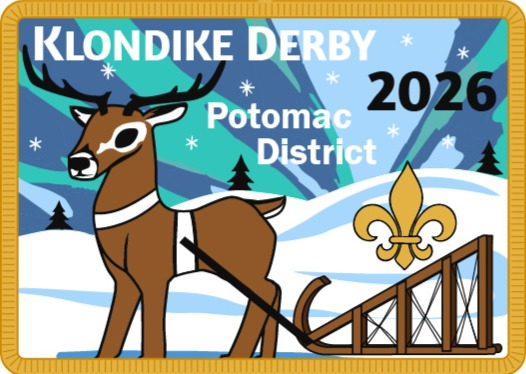 KLONDIKE DERBY
2026
Potomac
District